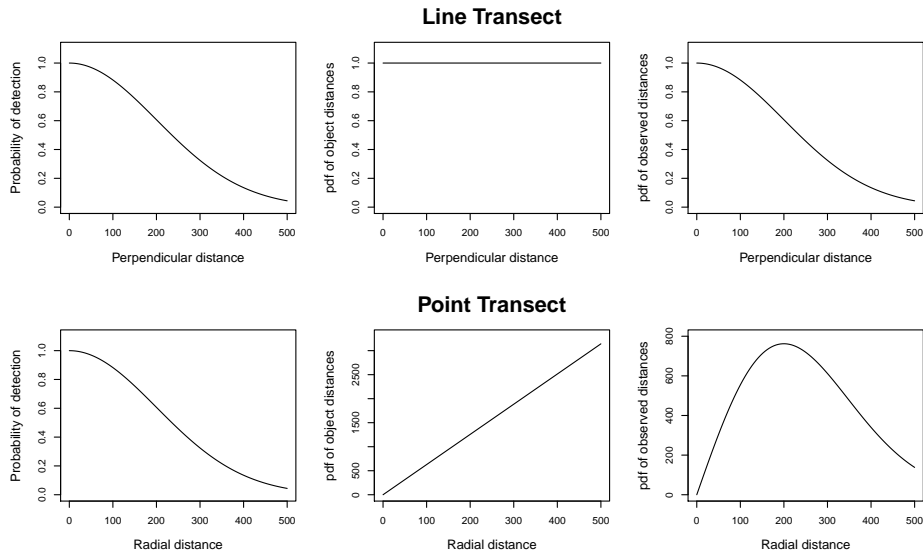 Line Transect
Probability of detection
0.0 0.2 0.4 0.6 0.8 1.0
0 100 200 300 400 500
Perpendicular distance
pdf of object distances
0.0 0.2 0.4 0.6 0.8 1.0
0 100 200 300 400 500
Perpendicular distance
pdf of observed distances
0.0 0.2 0.4 0.6 0.8 1.0
0 100 200 300 400 500
Perpendicular distance
Point Transect
Probability of detection
0.0 0.2 0.4 0.6 0.8 1.0
0 100 200 300 400 500
Radial distance
pdf of object distances
0 500 1500 2500
0 100 200 300 400 500
Radial distance
pdf of observed distances
0 200 400 600 800
0 100 200 300 400 500
Radial distance